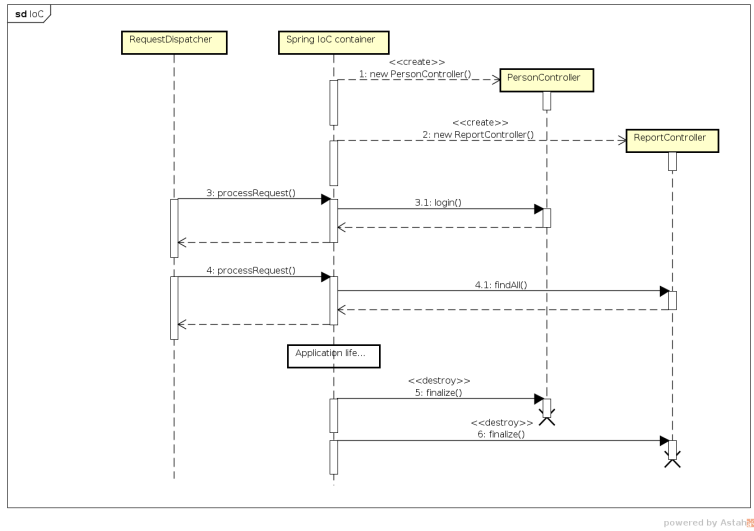 sd IoC
RequestDispatcher
Spring IoC container
<<create>>
1: new PersonController()
PersonController
<<create>>
2: new ReportController()
ReportController
3: processRequest()
3.1: login()
4: processRequest()
4.1: findAll()
Application life...
<<destroy>>
5: finalize()
<<destroy>>
6: finalize()
powered by Astah